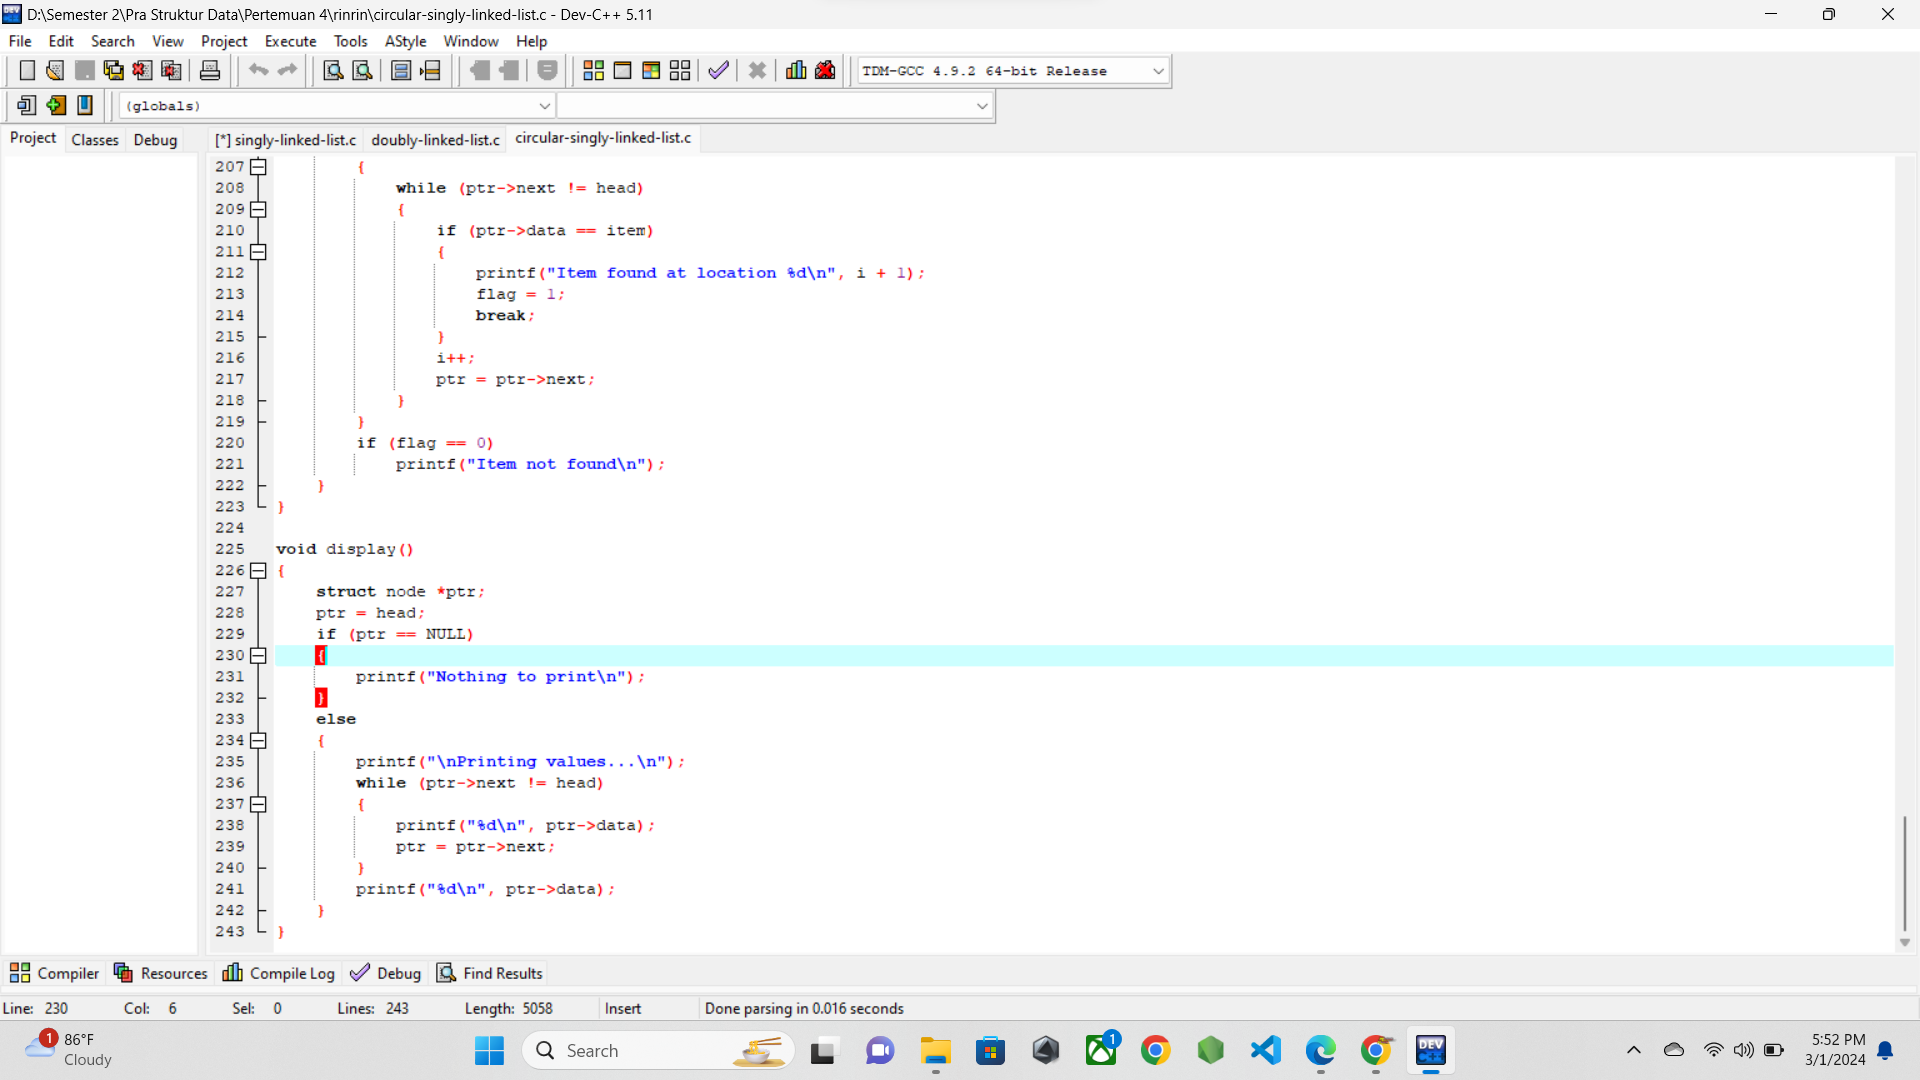 D:\Semester 2\Pra Struktur Data\Pertemuan 4\rinrin\circular-singly-linked-list.c - Dev-C++ 5.11
File Edit Search View Project Execute Tools AStyle Window Help
TDM-GCC 4.9.2 64-bit Release
(globals)
Project Classes Debug [*] singly-linked-list.c doubly-linked-list.c circular-singly-linked-list.c
207 {
208 while (ptr->next != head)
209 {
210 if (ptr->data == item)
211 {
212 printf("Item found at location %d\n", i + 1);
213 flag = 1;
214 break;
215 }
216 i++;
217 ptr = ptr->next;
218 }
219 }
220 if (flag == 0)
221 printf("Item not found\n");
222 }
223 }
224
225 void display()
226 {
227 struct node *ptr;
228 ptr = head;
229 if (ptr == NULL)
230 {
231 printf("Nothing to print\n");
232 }
233 else
234 {
235 printf("\nPrinting values...\n");
236 while (ptr->next != head)
237 {
238 printf("%d\n", ptr->data);
239 ptr = ptr->next;
240 }
241 printf("%d\n", ptr->data);
242 }
243 }
Compiler Resources Compile Log Debug Find Results
Line: 230 Col: 6 Sel: 0 Lines: 243 Length: 5058 Insert Done parsing in 0.016 seconds
1 86°F
Cloudy
Search
1
DEV C++
5:52 PM
3/1/2024